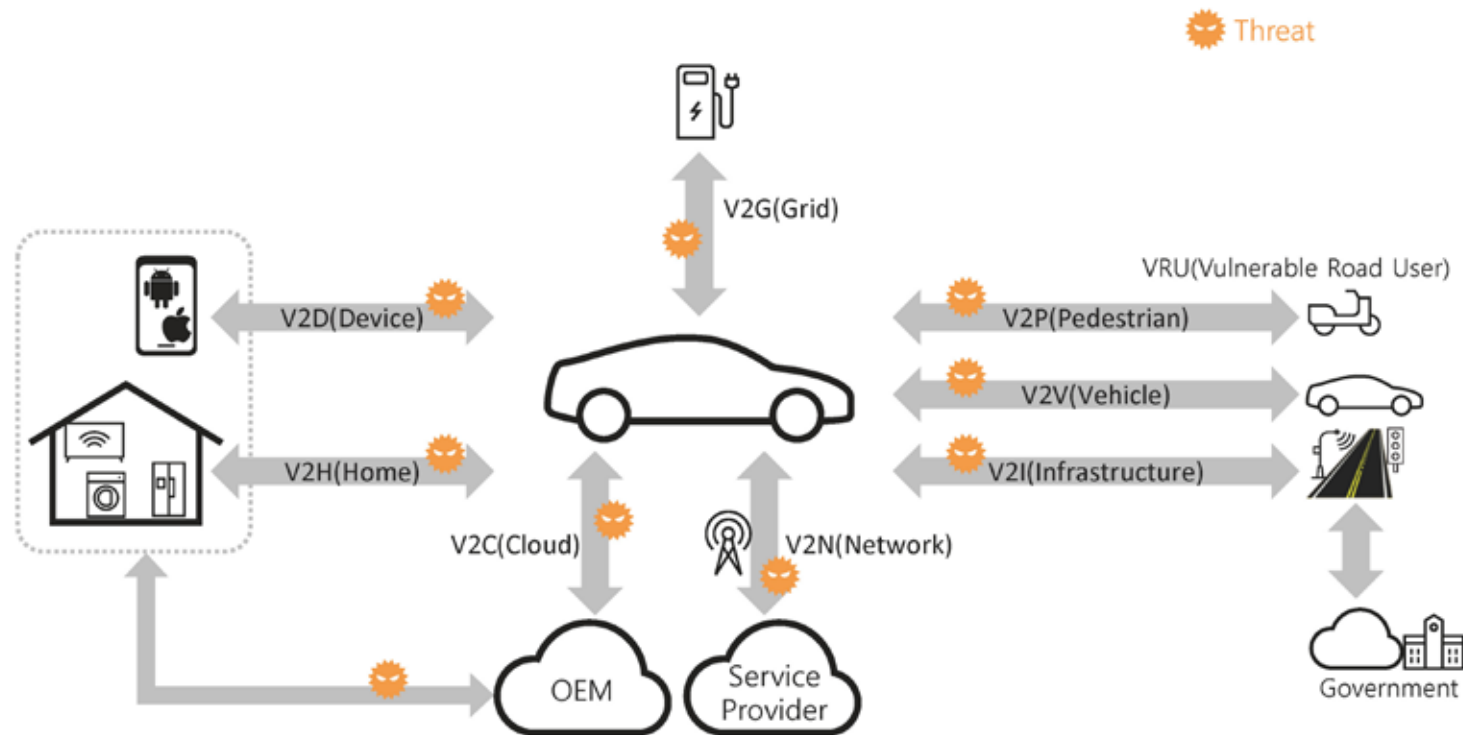 Threat
V2G(Grid)
VRU(Vulnerable Road User)
V2D(Device)
V2P(Pedestrian)
V2V(Vehicle)
V2H(Home)
V2I(Infrastructure)
V2C(Cloud)
V2N(Network)
OEM
Service
Provider
Government